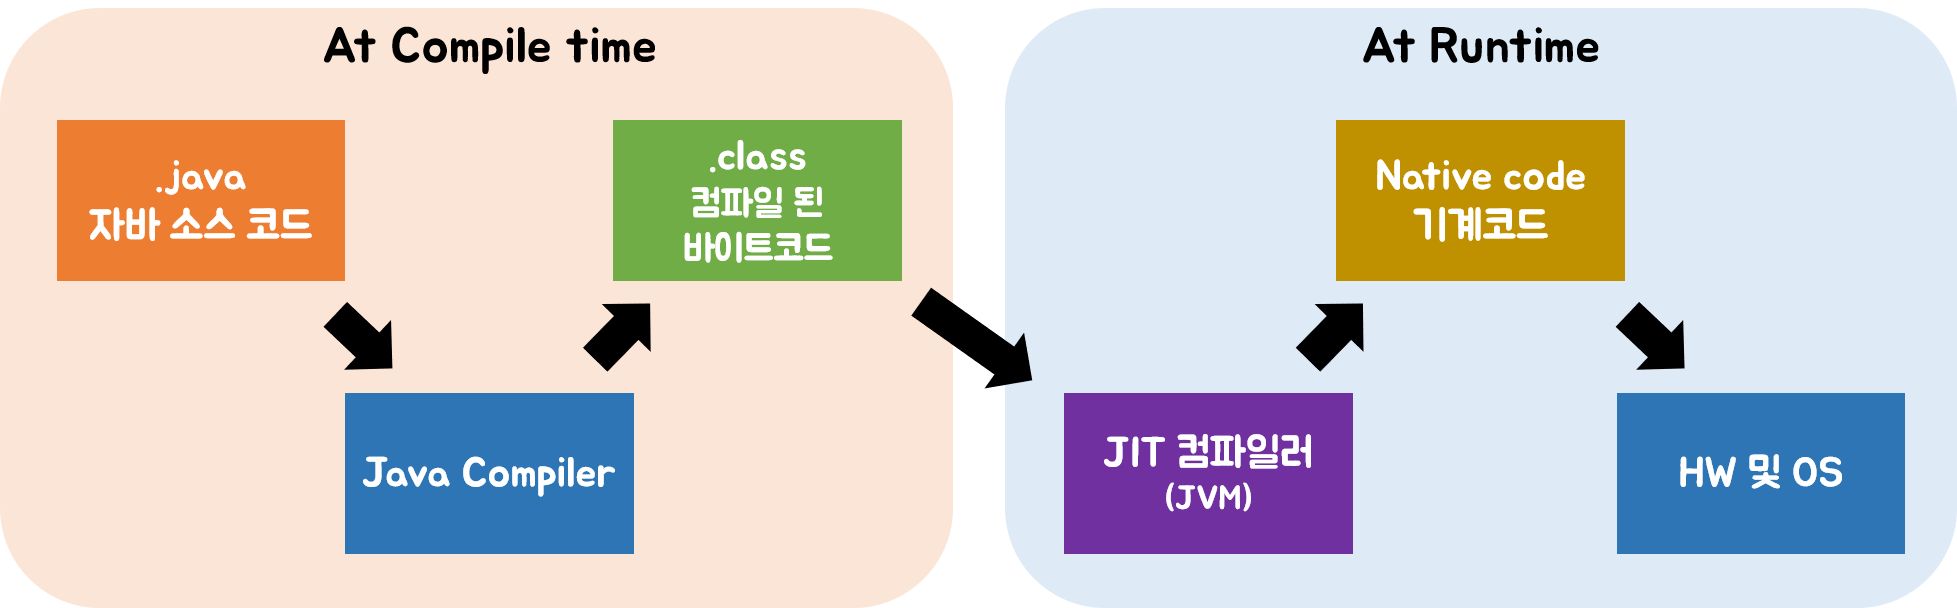 At Compile time
.java
자바 소스 코드
Java Compiler
.class
컴파일 된
바이트코드
At Runtime
JIT 컴파일러
(JVM)
Native code
기계코드
HW 및 OS